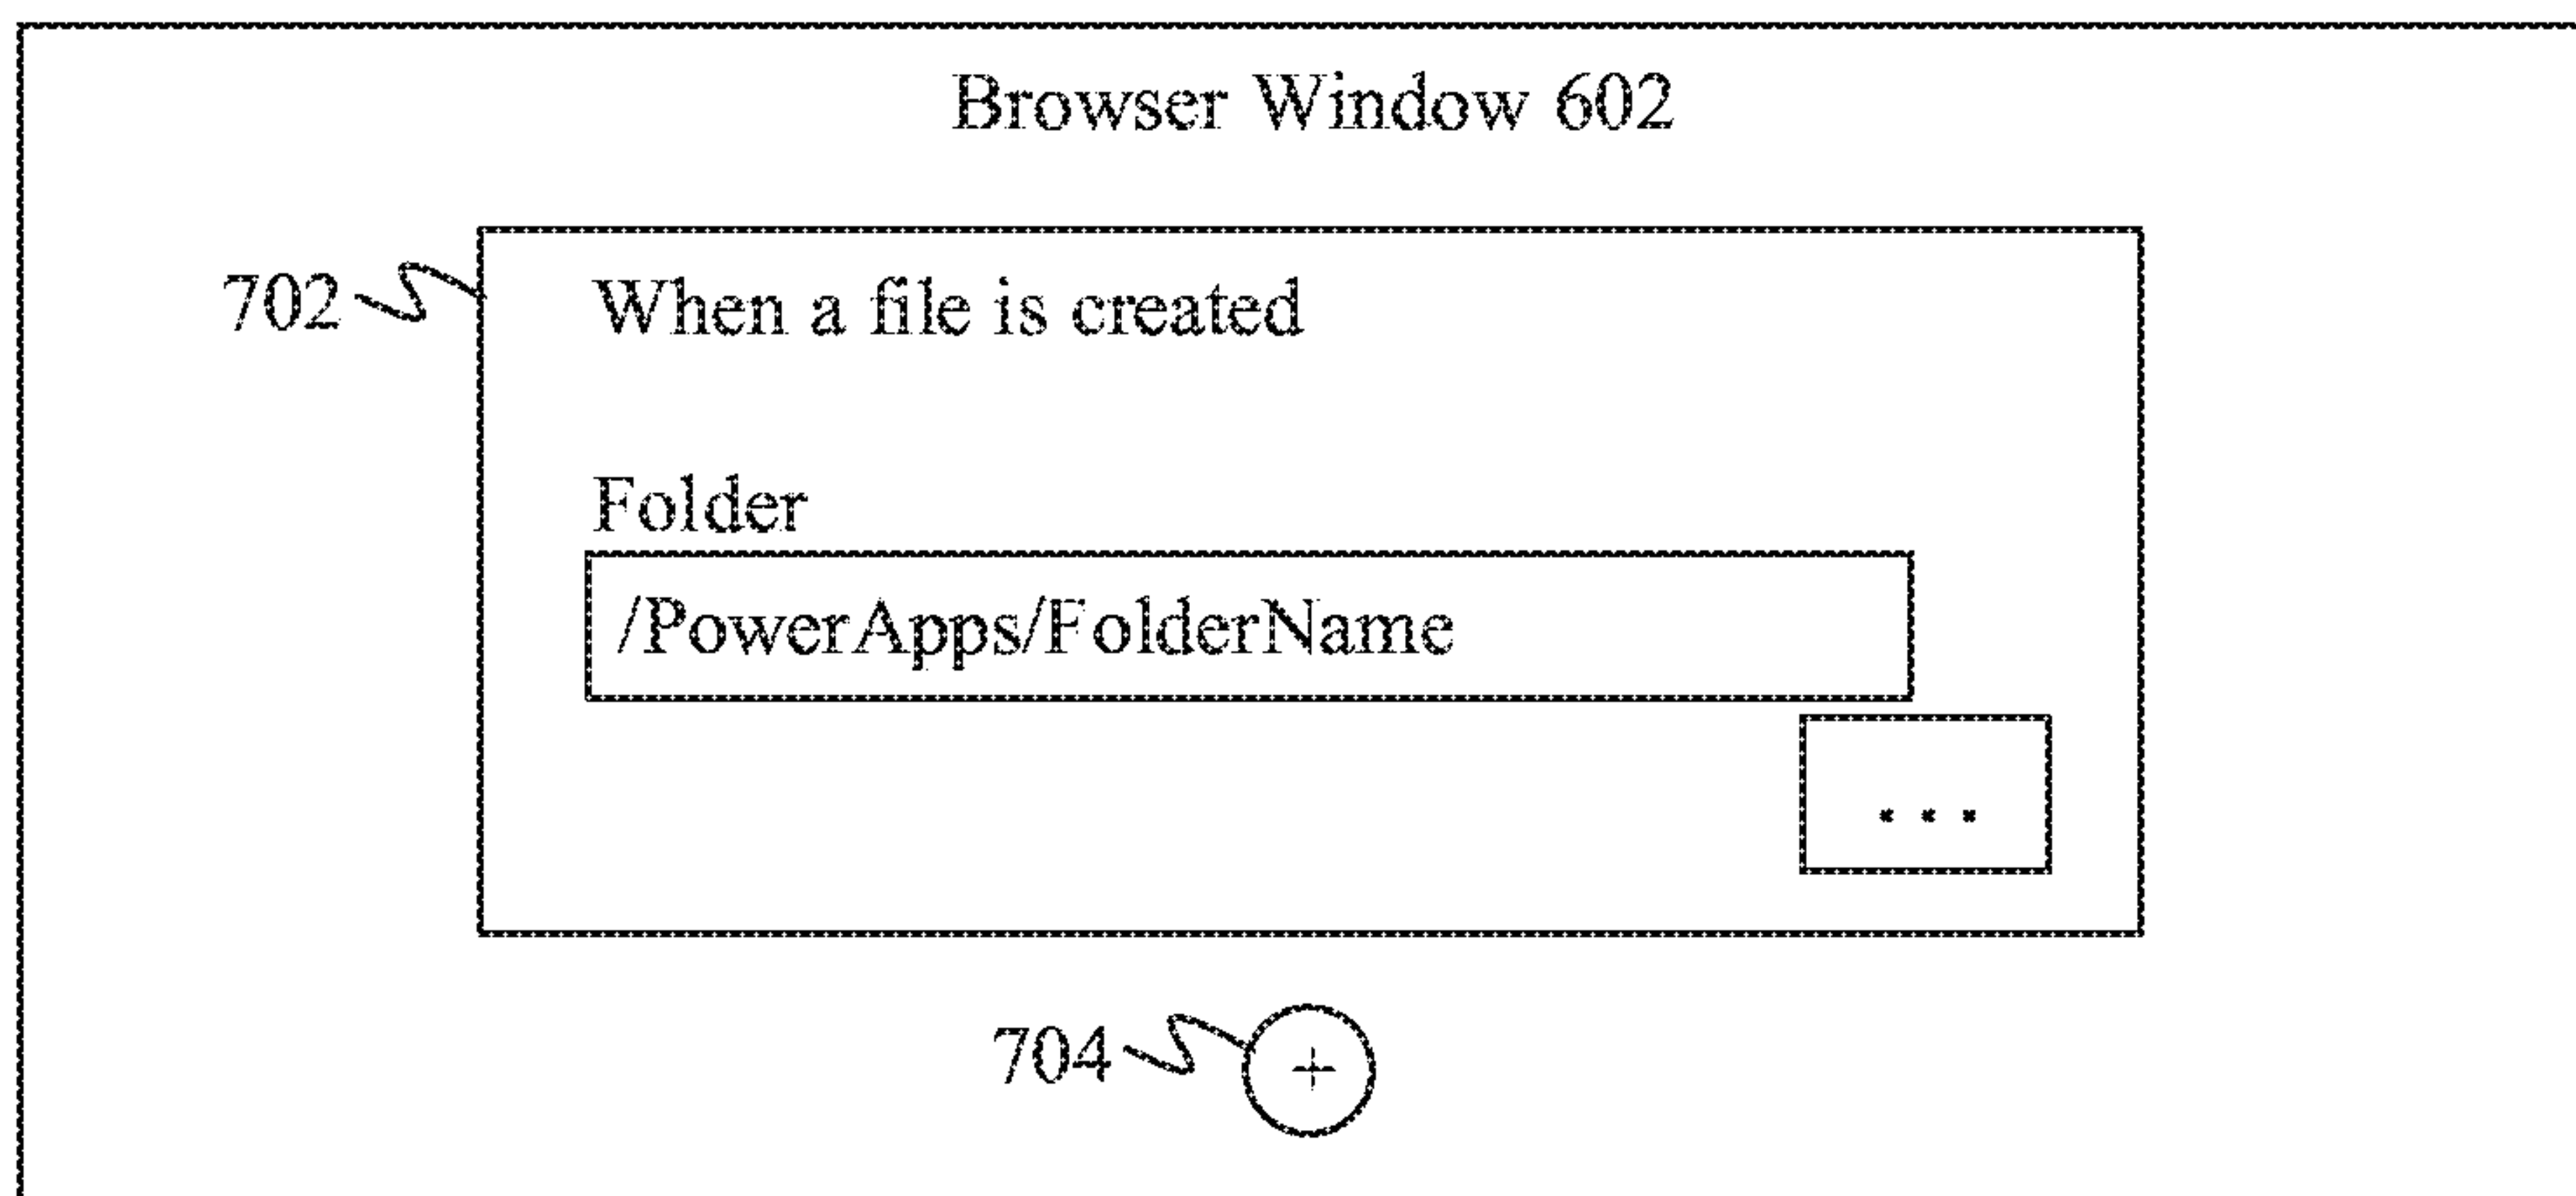 Browser Window 602
702
When a file is created
Folder
/PowerApps/FolderName
...
704
+